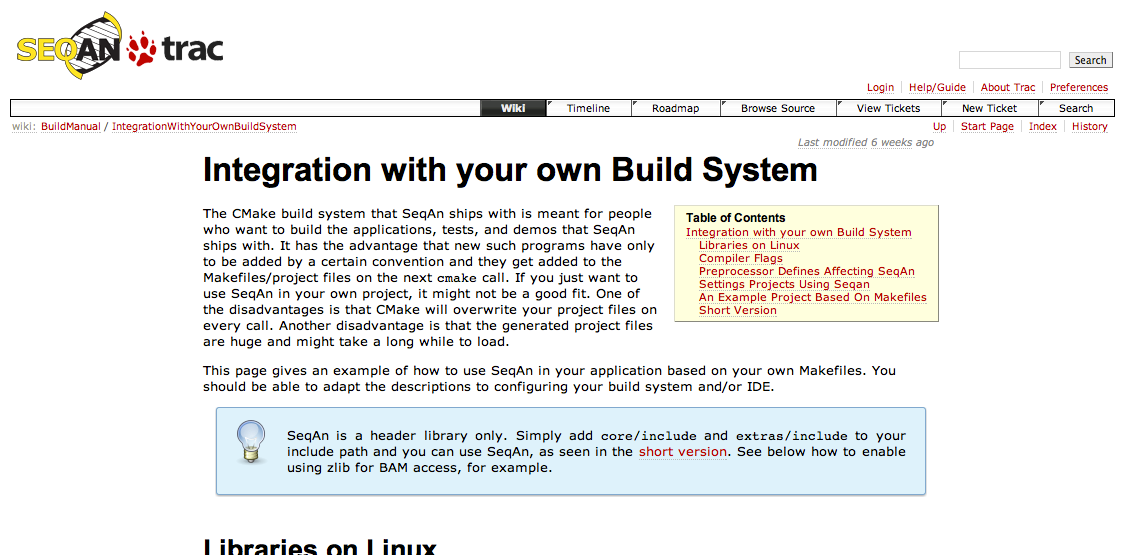 SEQAN trac
Search
Login Help/Guide About Trac Preferences
Wiki Timeline Roadmap Browse Source View Tickets New Ticket Search
wiki: BuildManual / IntegrationWithYourOwnBuildSystem
Up Start Page Index History
Last modified 6 weeks ago
Integration with your own Build System
The CMake build system that SeqAn ships with is meant for people
who want to build the applications, tests, and demos that SeqAn
ships with. It has the advantage that new such programs have only
to be added by a certain convention and they get added to the
Makefiles/project files on the next cmake call. If you just want to
use SeqAn in your own project, it might not be a good fit. One of
the disadvantages is that CMake will overwrite your project files on
every call. Another disadvantage is that the generated project files
are huge and might take a long while to load.
Table of Contents
Integration with your own Build System
Libraries on Linux
Compiler Flags
Preprocessor Defines Affecting SeqAn
Settings Projects Using Seqan
An Example Project Based On Makefiles
Short Version
This page gives an example of how to use SeqAn in your application based on your own Makefiles. You
should be able to adapt the descriptions to configuring your build system and/or IDE.
SeqAn is a header library only. Simply add core/include and extras/include to your
include path and you can use SeqAn, as seen in the short version. See below how to enable
using zlib for BAM access, for example.
Libraries on Linux